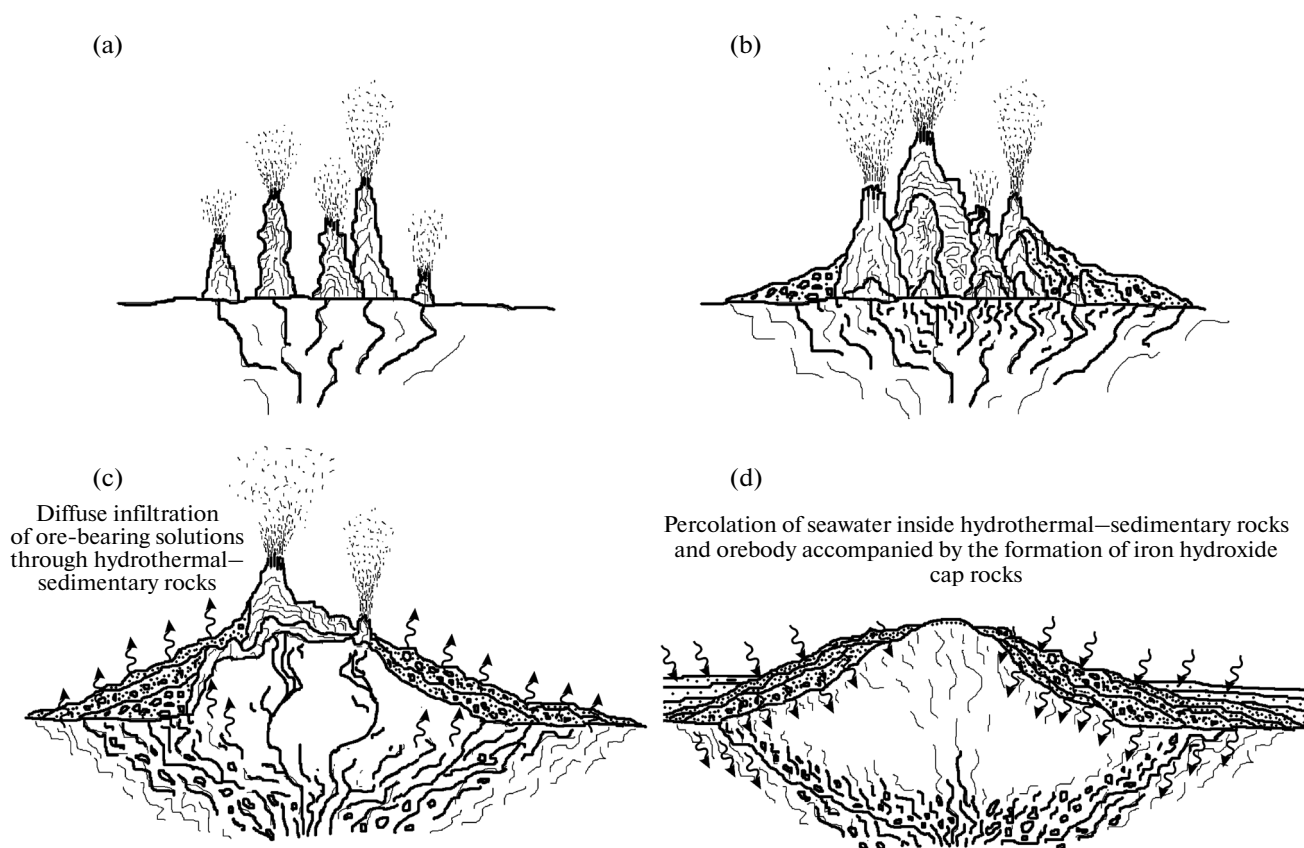 (a)
(b)
(c)
Diffuse infiltration
of ore-bearing solutions
through hydrothermal–
sedimentary rocks
(d)
Percolation of seawater inside hydrothermal–sedimentary rocks
and orebody accompanied by the formation of iron hydroxide
cap rocks